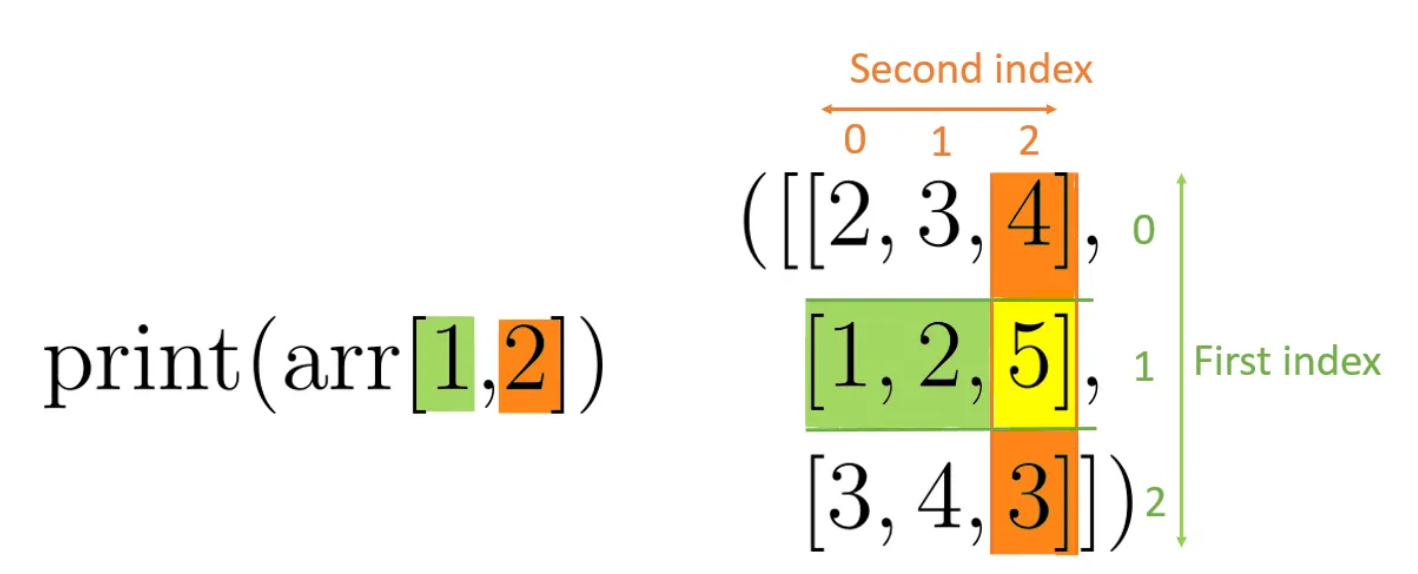 Second index
0 1 2
([[2, 3, 4], 0
print(arr[1,2]) [1, 2, 5], 1 First index
[3, 4, 3]]) 2